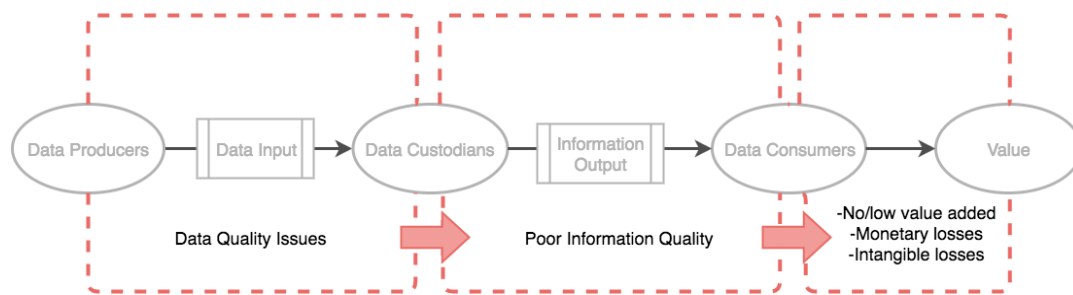 Data Producers
Data Input
Data Custodians
Information
Output
Data Consumers
Value
Data Quality Issues
Poor Information Quality
-No/low value added
-Monetary losses
-Intangible losses